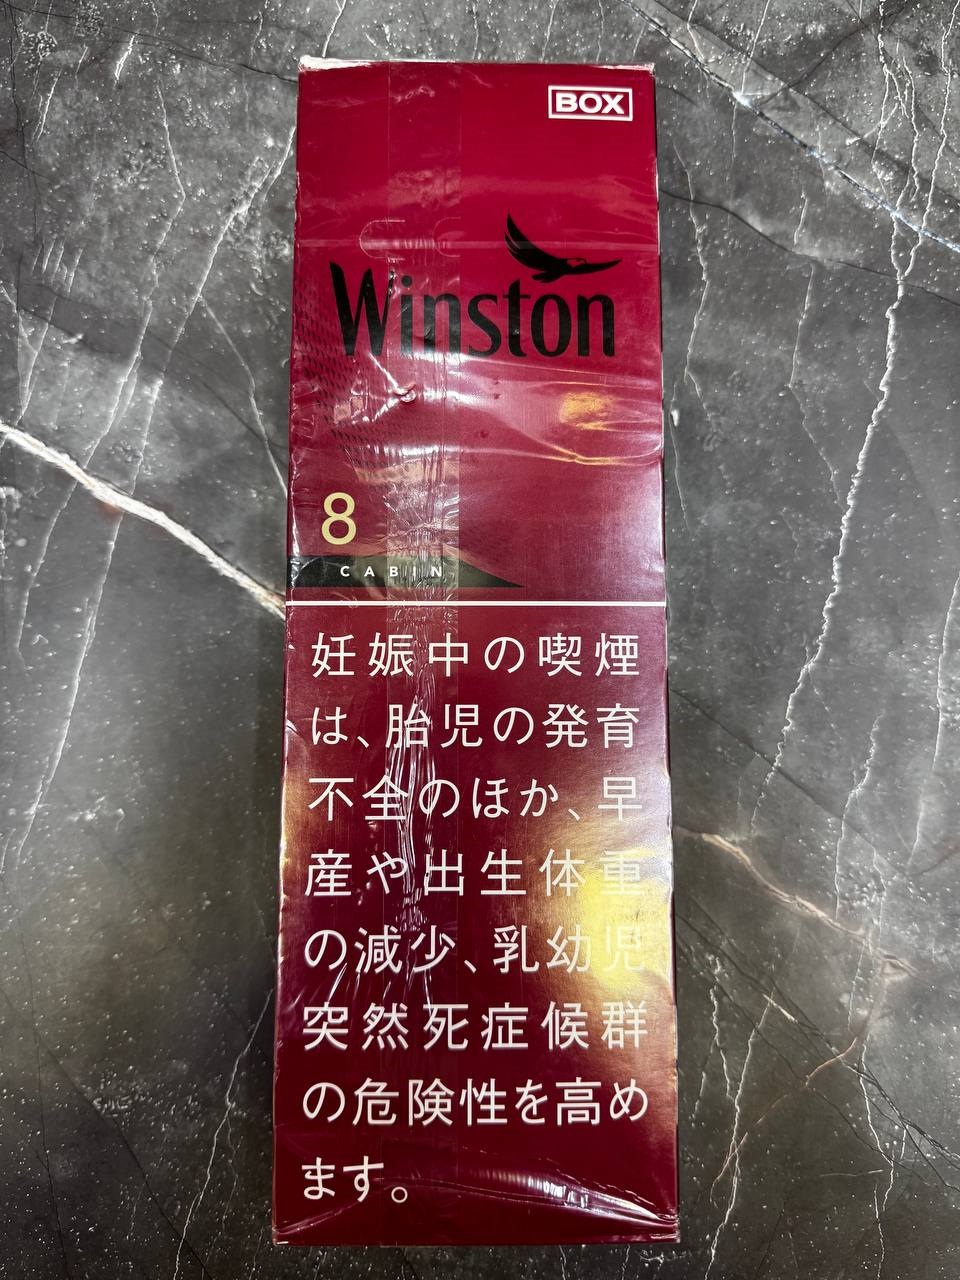 BOX
Winston
8
CABIN
妊娠中の喫煙
は、胎児の発育
不全のほか、早
産や出生体重
の減少、乳幼児
突然死症候群
の危険性を高め
ます。